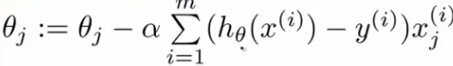 θ_j := θ_j − α ∑_{i=1}^{m} (h_θ(x^{(i)}) − y^{(i)}) x_j^{(i)}